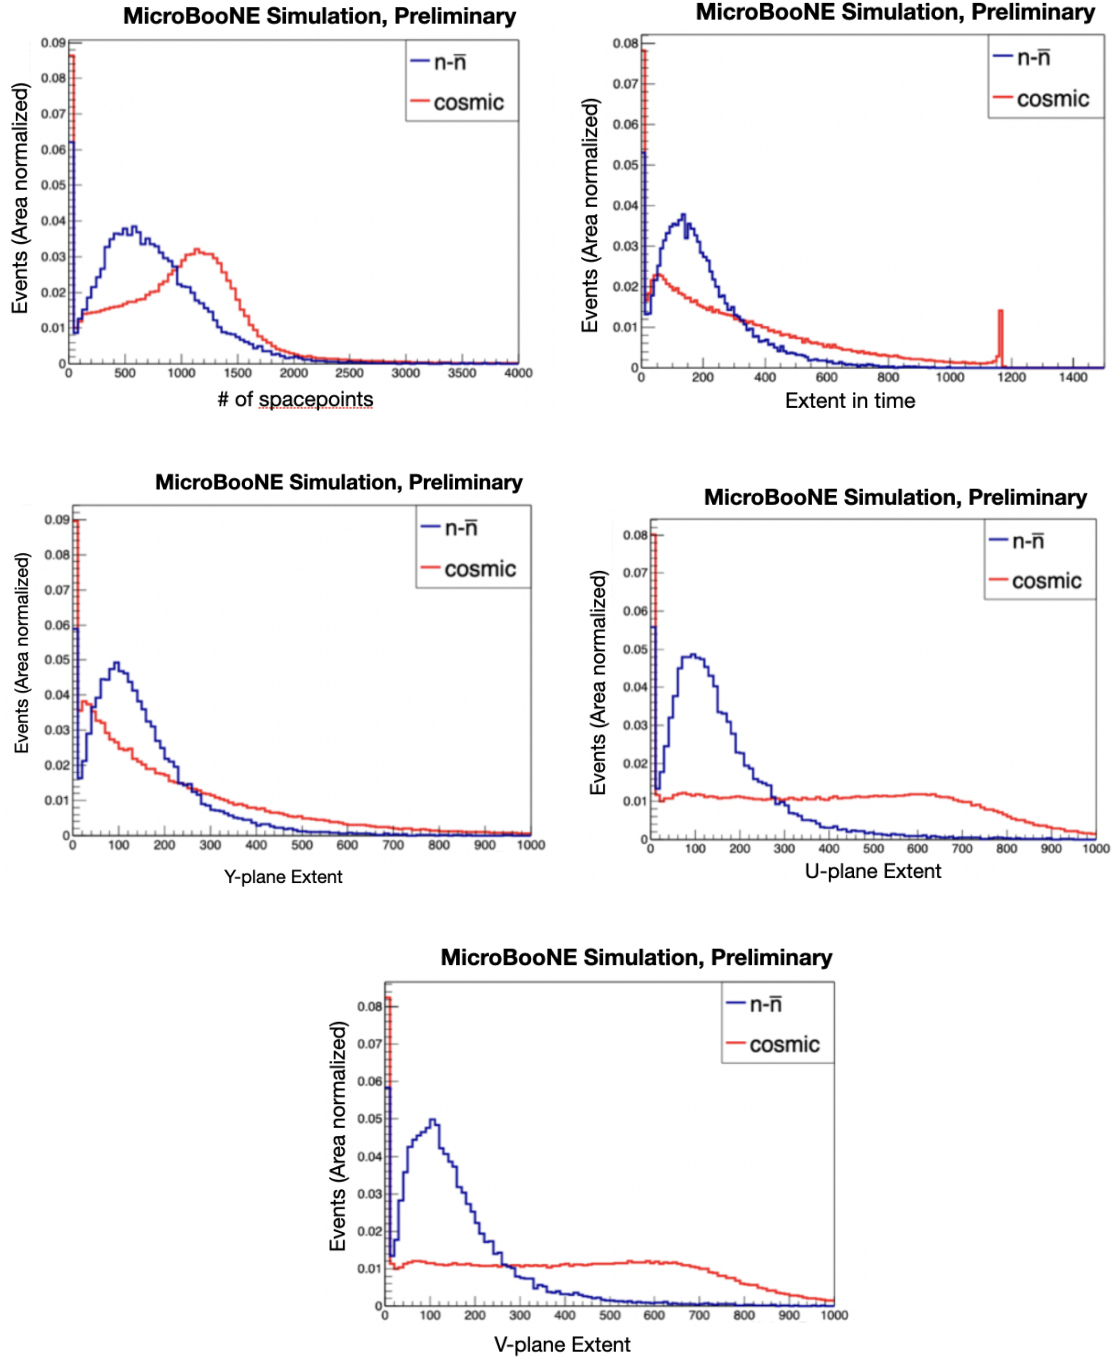 MicroBooNE Simulation, Preliminary
Events (Area normalized)
0.09
0.08
0.07
0.06
0.05
0.04
0.03
0.02
0.01
0
n-n̅
cosmic
0 500 1000 1500 2000 2500 3000 3500 4000
# of spacepoints
MicroBooNE Simulation, Preliminary
Events (Area normalized)
0.08
0.07
0.06
0.05
0.04
0.03
0.02
0.01
0
n-n̅
cosmic
0 200 400 600 800 1000 1200 1400
Extent in time
MicroBooNE Simulation, Preliminary
Events (Area normalized)
0.09
0.08
0.07
0.06
0.05
0.04
0.03
0.02
0.01
0
n-n̅
cosmic
0 100 200 300 400 500 600 700 800 900 1000
Y-plane Extent
MicroBooNE Simulation, Preliminary
Events (Area normalized)
0.08
0.07
0.06
0.05
0.04
0.03
0.02
0.01
0
n-n̅
cosmic
0 100 200 300 400 500 600 700 800 900 1000
U-plane Extent
MicroBooNE Simulation, Preliminary
Events (Area normalized)
0.08
0.07
0.06
0.05
0.04
0.03
0.02
0.01
0
n-n̅
cosmic
0 100 200 300 400 500 600 700 800 900 1000
V-plane Extent